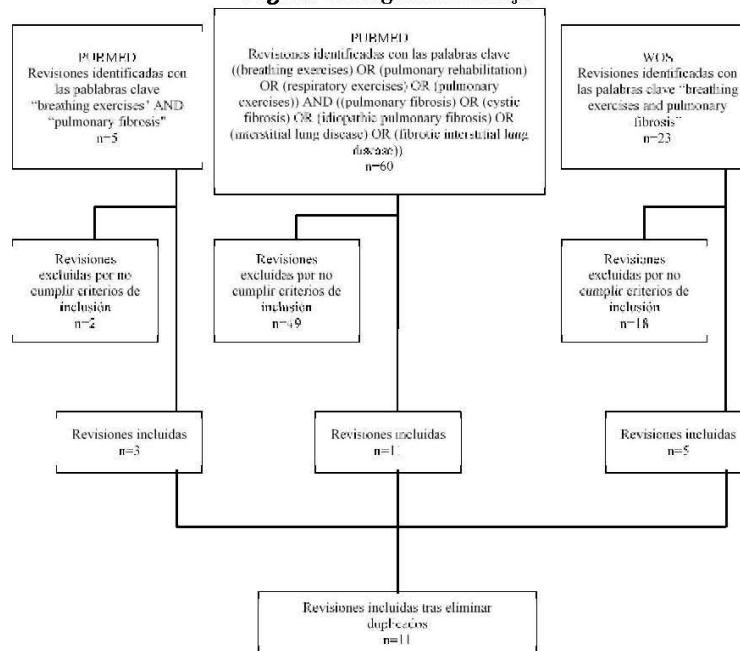 PUBMED
Revisiones identificadas con
las pablabras clave
"breathing exercises' AND
"pulmonary fibrosis"
n=5
PUBMED
Revisiones identificadas con las palabras clave
((breathing exercises) OR (pulmonary rehabilitation)
OR (respiratory exercises) OR (pulmonary
exercises)) AND ((pulmonary fibrosis) OR (cystic
fibrosis) OR (idiopathic pulmonary fibrosis) OR
(interstitial lung disease) OR (fibrotic interstitial lung
disease))
n=60
WOS
Revisiones identificadas con
las palabras clave "breathing
exercises and pulmonary
fibrosis"
n=23
Revisiones
excluidas por no
cumplir criterios de
inclusión
n=2
Revisiones
excluidas por no
cumplir criterios de
inclusión
n=49
Revisiones
excluidas por no
cumplir criterios de
inclusión
n=18
Revisiones incluidas
n=3
Revisiones incluidas
n=11
Revisiones incluidas
n=5
Revisiones incluidas tras eliminar
duplicados
n=11